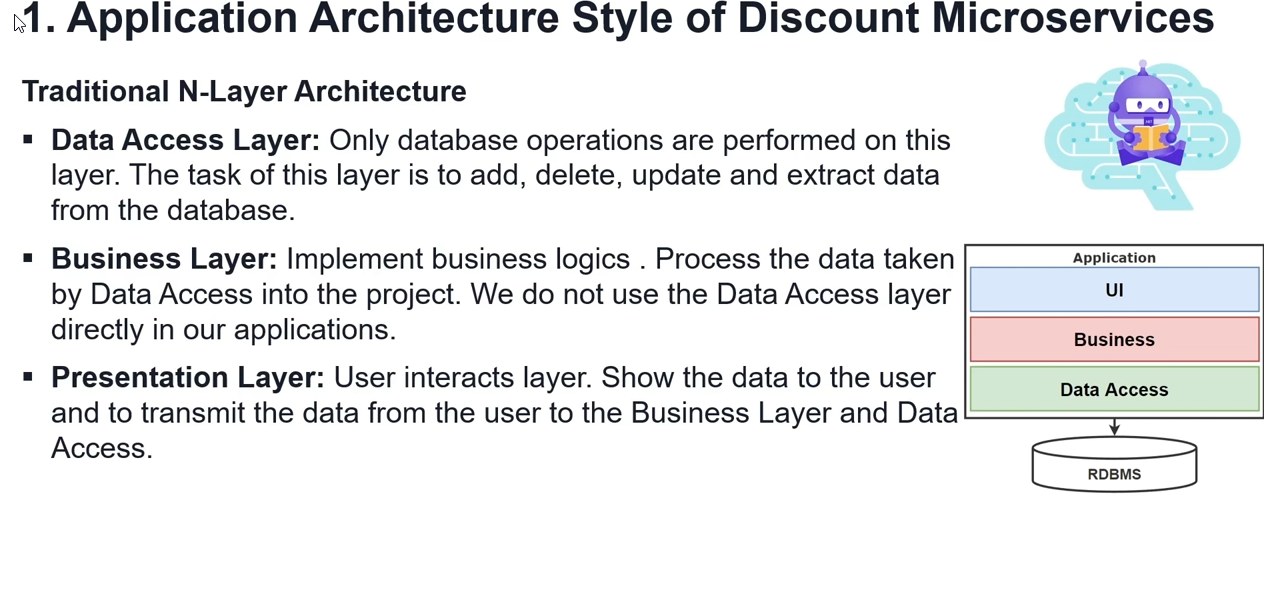 1. Application Architecture Style of Discount Microservices
Traditional N-Layer Architecture
▪ Data Access Layer: Only database operations are performed on this
layer. The task of this layer is to add, delete, update and extract data
from the database.
▪ Business Layer: Implement business logics . Process the data taken
by Data Access into the project. We do not use the Data Access layer
directly in our applications.
▪ Presentation Layer: User interacts layer. Show the data to the user
and to transmit the data from the user to the Business Layer and Data
Access.
Application
UI
Business
Data Access
RDBMS